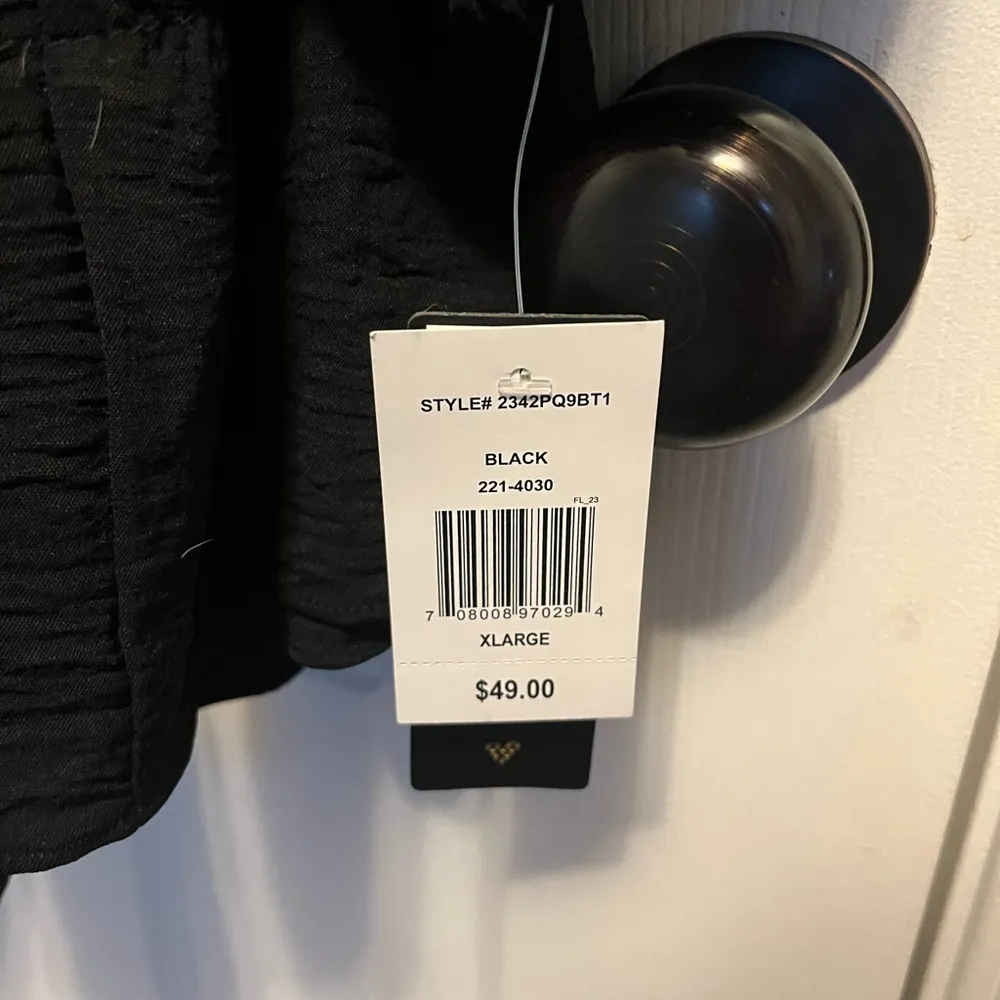 STYLE# 2342PQ9BT1
BLACK
221-4030
FL_23
7 08008 97029 4
XLARGE
$49.00